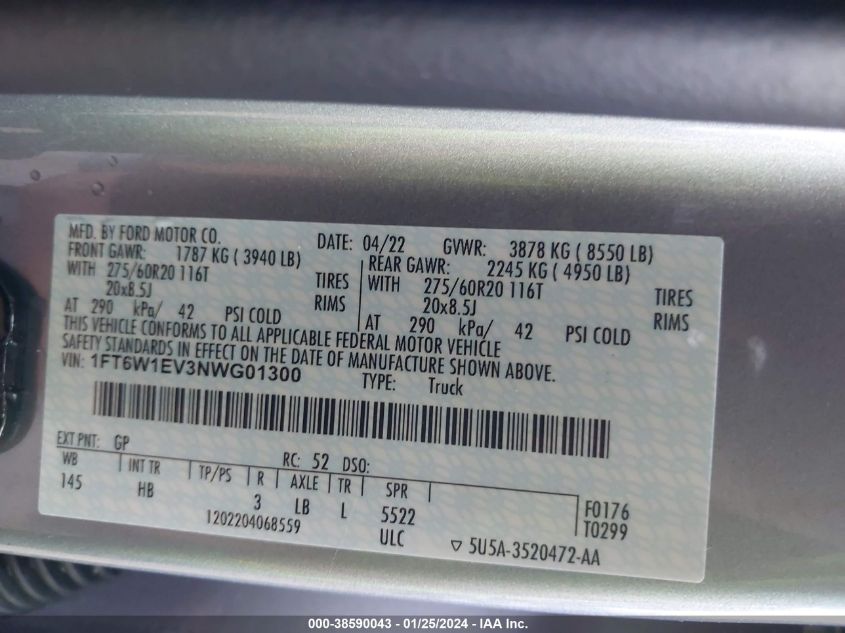 MFD. BY FORD MOTOR CO. DATE: 04/22 GVWR: 3878 KG ( 8550 LB)
FRONT GAWR: 1787 KG ( 3940 LB) REAR GAWR: 2245 KG ( 4950 LB)
WITH 275/60R20 116T TIRES WITH 275/60R20 116T TIRES
20x8.5J RIMS 20x8.5J RIMS
AT 290 kPa/ 42 PSI COLD AT 290 kPa/ 42 PSI COLD
THIS VEHICLE CONFORMS TO ALL APPLICABLE FEDERAL MOTOR VEHICLE
SAFETY STANDARDS IN EFFECT ON THE DATE OF MANUFACTURE SHOWN ABOVE.
VIN: 1FT6W1EV3NWG01300 TYPE: Truck
EXT PNT: GP RC: 52 DSO:
WB INT TR TP/PS R AXLE TR SPR
145 HB 3 LB L 5522
F0176
T0299
1202204068559 ULC ▽ 5U5A-3520472-AA
000-38590043 - 01/25/2024 - IAA Inc.